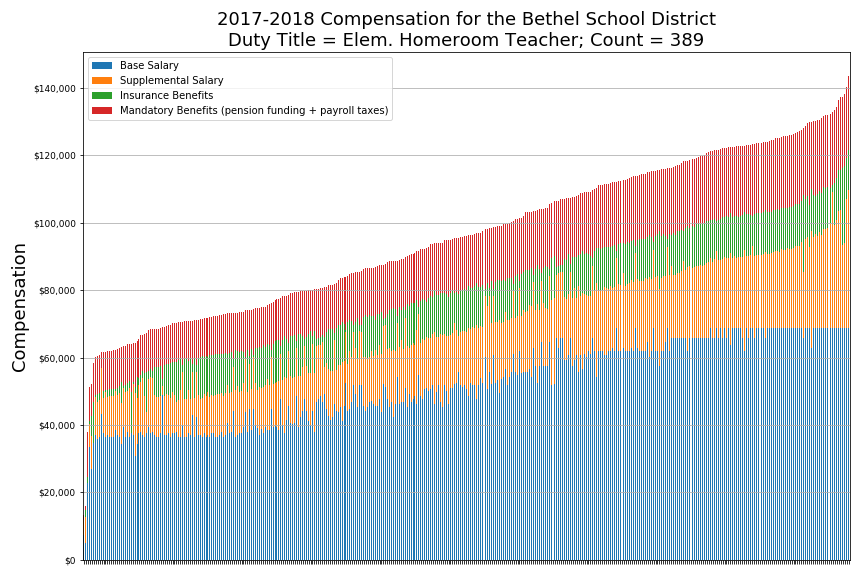 2017-2018 Compensation for the Bethel School District
Duty Title = Elem. Homeroom Teacher; Count = 389
Base Salary
Supplemental Salary
Insurance Benefits
Mandatory Benefits (pension funding + payroll taxes)
$140,000
$120,000
$100,000
$80,000
$60,000
$40,000
$20,000
$0
Compensation